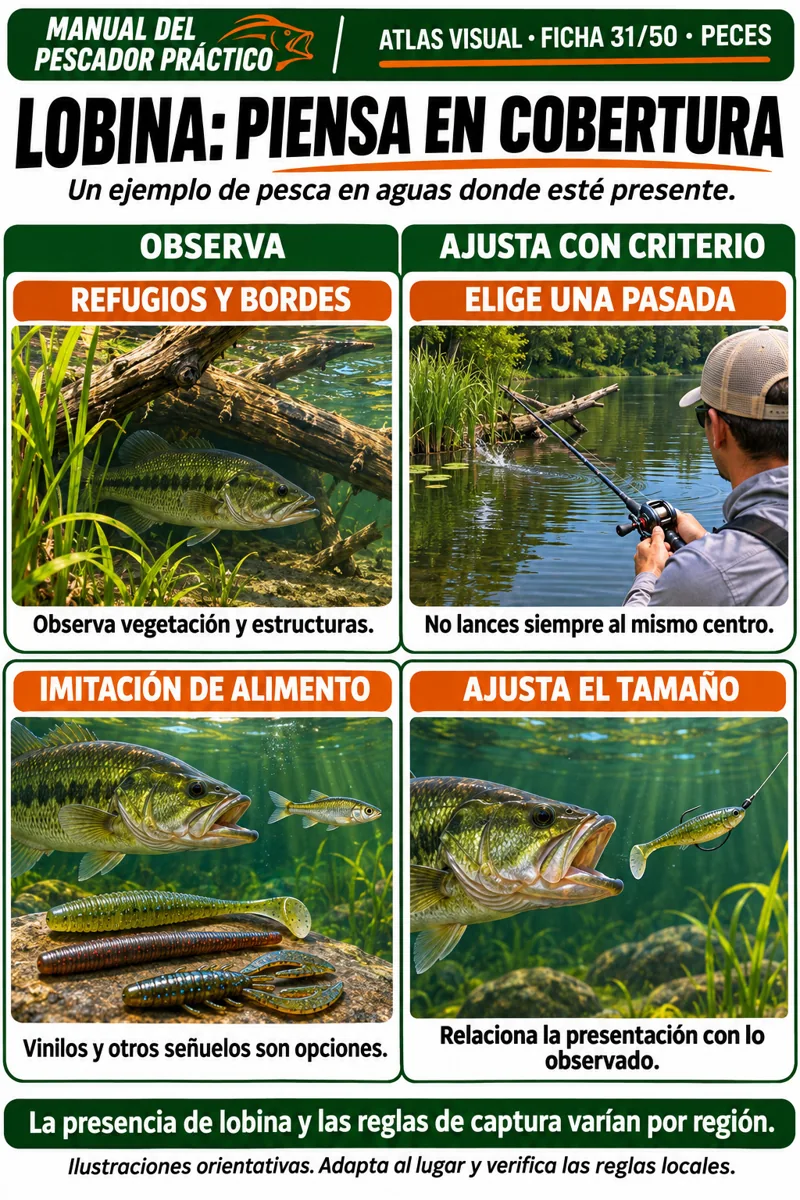 MANUAL DEL
PESCADOR PRÁCTICO
ATLAS VISUAL · FICHA 31/50 · PECES
LOBINA: PIENSA EN COBERTURA
Un ejemplo de pesca en aguas donde esté presente.
OBSERVA
AJUSTA CON CRITERIO
REFUGIOS Y BORDES
Observa vegetación y estructuras.
ELIGE UNA PASADA
No lances siempre al mismo centro.
IMITACIÓN DE ALIMENTO
Vinilos y otros señuelos son opciones.
AJUSTA EL TAMAÑO
Relaciona la presentación con lo
observado.
La presencia de lobina y las reglas de captura varían por región.
Ilustraciones orientativas. Adapta al lugar y verifica las reglas locales.